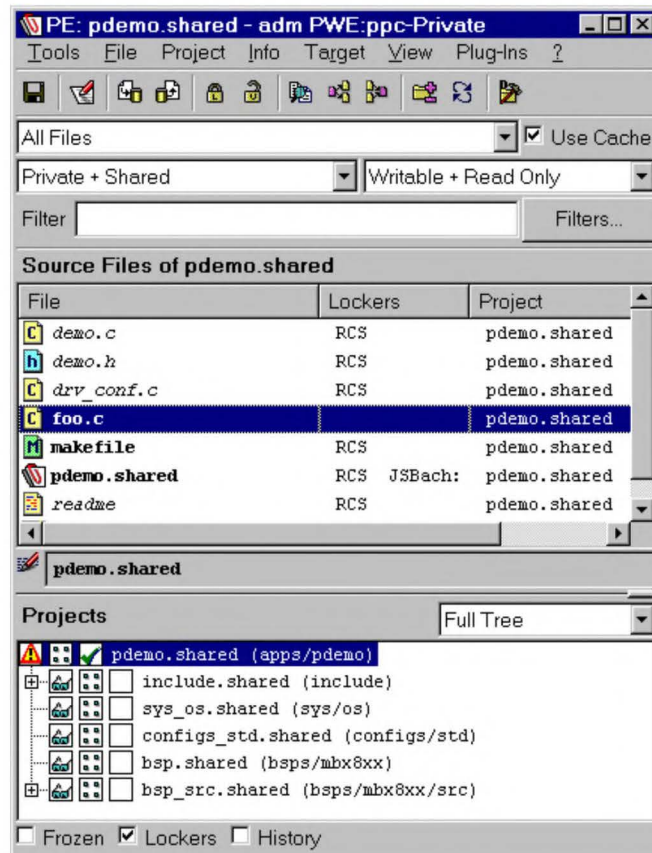 PE: pdemo.shared - adm PWE:ppc-Private
Tools File Project Info Target View Plug-Ins ?
All Files Use Cache
Private + Shared Writable + Read Only
Filter Filters...
Source Files of pdemo.shared
File Lockers Project
C demo.c RCS pdemo.shared
h demo.h RCS pdemo.shared
C drv_conf.c RCS pdemo.shared
C foo.c pdemo.shared
M makefile RCS pdemo.shared
pdemo.shared RCS JSBach: pdemo.shared
readme RCS pdemo.shared
pdemo.shared
Projects Full Tree
pdemo.shared (apps/pdemo)
include.shared (include)
sys_os.shared (sys/os)
configs_std.shared (configs/std)
bsp.shared (bsps/mbx8xx)
bsp_src.shared (bsps/mbx8xx/src)
Frozen Lockers History